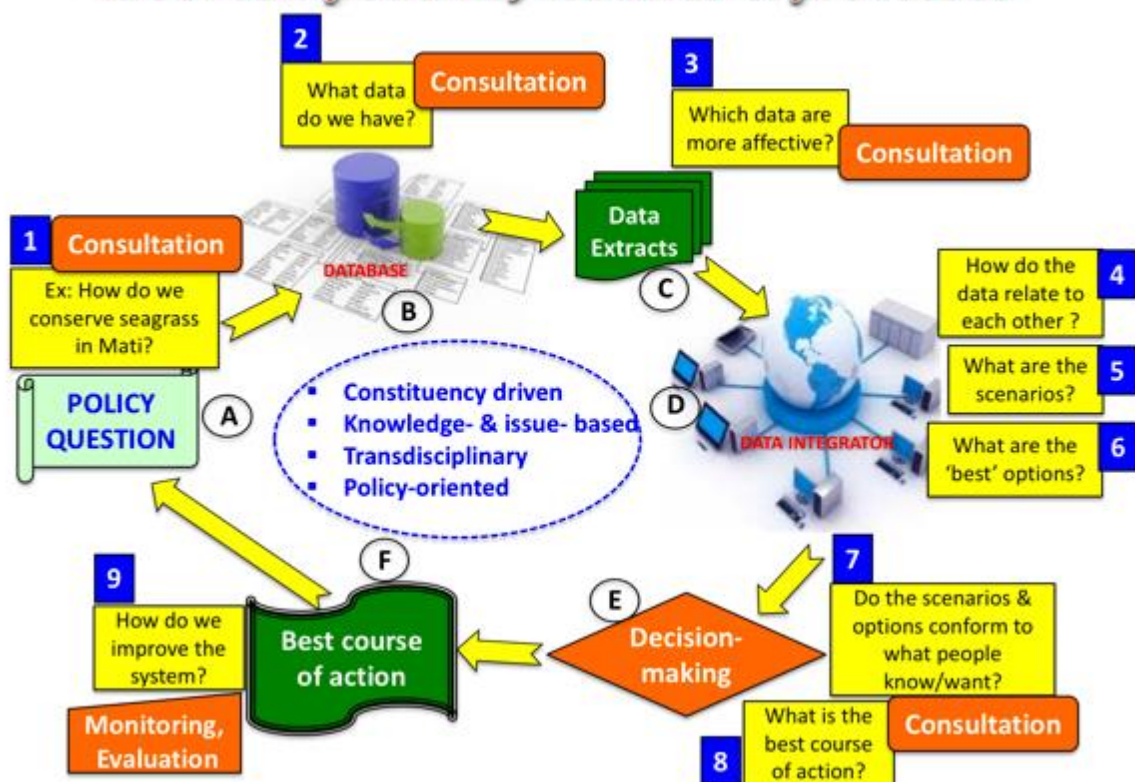 1
Consultation
Ex: How do we
conserve seagrass
in Mati?
POLICY
QUESTION
A
2
What data
do we have?
Consultation
DATABASE
B
3
Which data are
more affective?
Consultation
Data
Extracts
C
D
DATA INTEGRATOR
How do the
data relate to
each other ?
4
What are the
scenarios?
5
What are the
‘best’ options?
6
▪ Constituency driven
▪ Knowledge- & issue- based
▪ Transdisciplinary
▪ Policy-oriented
7
Do the scenarios &
options conform to
what people
know/want?
Consultation
8
What is the
best course
of action?
E
Decision-
making
F
Best course
of action
9
How do we
improve the
system?
Monitoring,
Evaluation